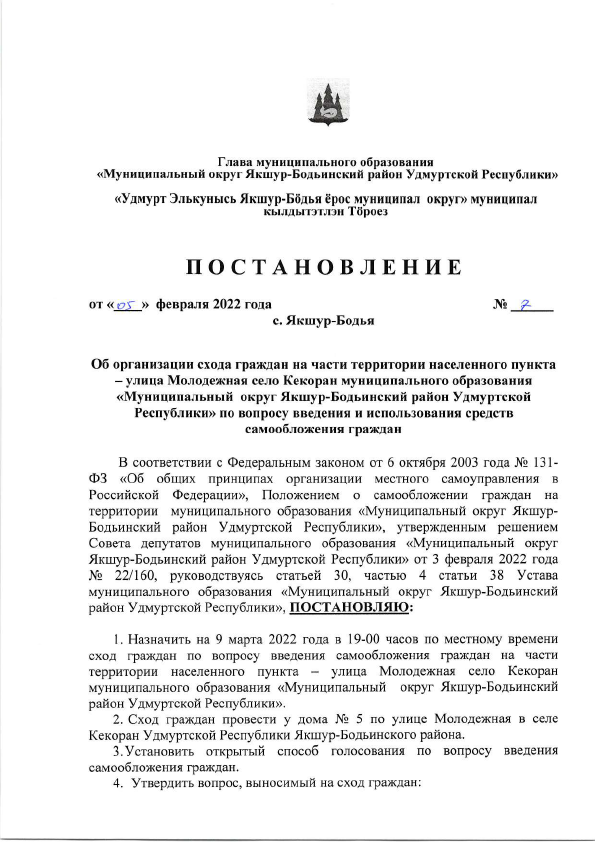 Глава муниципального образования
«Муниципальный округ Якшур-Бодьинский район Удмуртской Республики»
«Удмурт Элькунысь Якшур-Бӧдья ёрос муниципал округ» муниципал
кылдытэтлэн Тӧроез
П О С Т А Н О В Л Е Н И Е
от «05» февраля 2022 года № 7
с. Якшур-Бодья
Об организации схода граждан на части территории населенного пункта
– улица Молодежная село Кекоран муниципального образования
«Муниципальный округ Якшур-Бодьинский район Удмуртской
Республики» по вопросу введения и использования средств
самообложения граждан
В соответствии с Федеральным законом от 6 октября 2003 года № 131-
ФЗ «Об общих принципах организации местного самоуправления в
Российской Федерации», Положением о самообложении граждан на
территории муниципального образования «Муниципальный округ Якшур-
Бодьинский район Удмуртской Республики», утвержденным решением
Совета депутатов муниципального образования «Муниципальный округ
Якшур-Бодьинский район Удмуртской Республики» от 3 февраля 2022 года
№ 22/160, руководствуясь статьей 30, частью 4 статьи 38 Устава
муниципального образования «Муниципальный округ Якшур-Бодьинский
район Удмуртской Республики», ПОСТАНОВЛЯЮ:
1. Назначить на 9 марта 2022 года в 19-00 часов по местному времени
сход граждан по вопросу введения самообложения граждан на части
территории населенного пункта – улица Молодежная село Кекоран
муниципального образования «Муниципальный округ Якшур-Бодьинский
район Удмуртской Республики».
2. Сход граждан провести у дома № 5 по улице Молодежная в селе
Кекоран Удмуртской Республики Якшур-Бодьинского района.
3.Установить открытый способ голосования по вопросу введения
самообложения граждан.
4. Утвердить вопрос, выносимый на сход граждан: